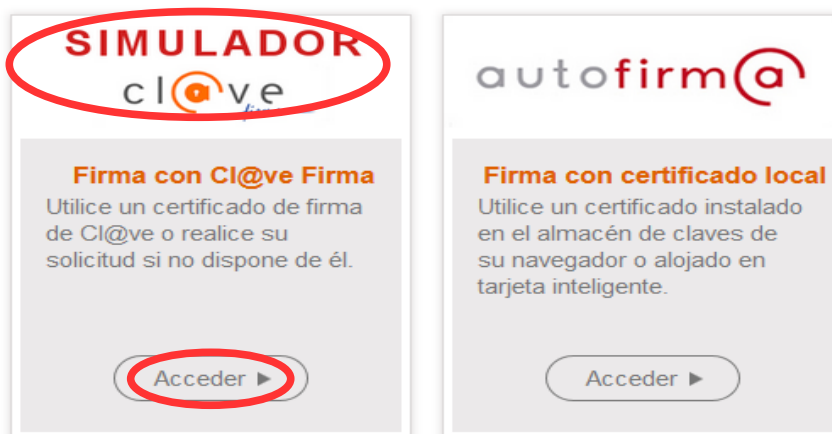 SIMULADOR
cl@ve
Firma con Cl@ve Firma
Utilice un certificado de firma
de Cl@ve o realice su
solicitud si no dispone de él.
Acceder ►
autofirm@
Firma con certificado local
Utilice un certificado instalado
en el almacén de claves de
su navegador o alojado en
tarjeta inteligente.
Acceder ►